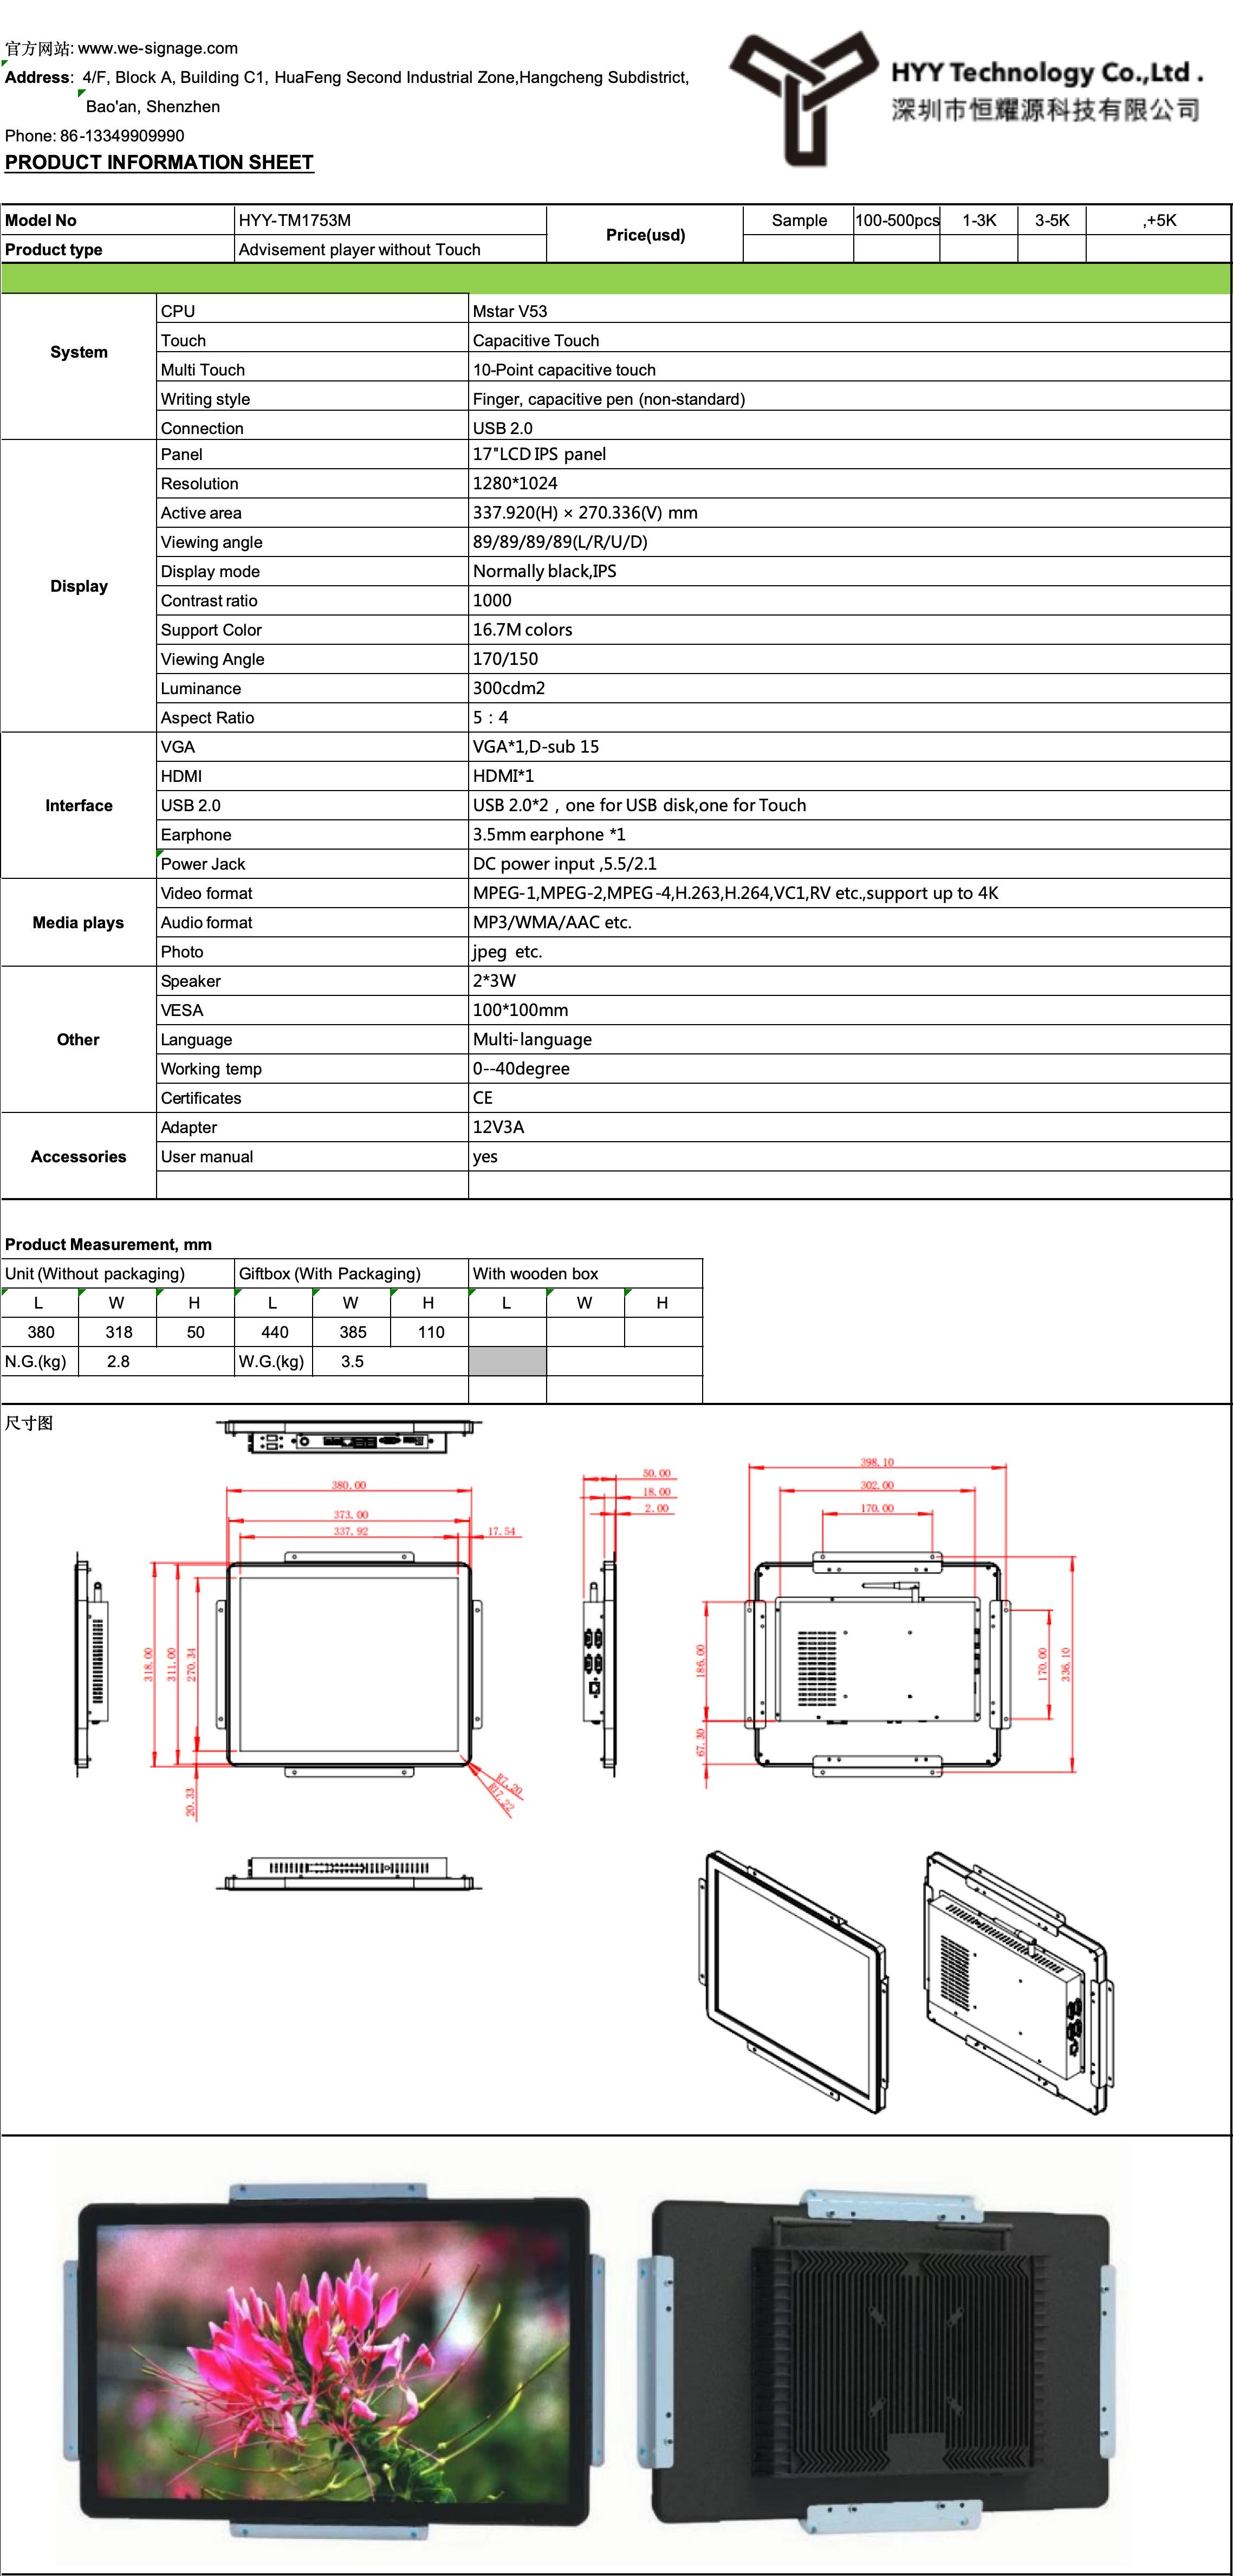 官方网站: www.we-signage.com
Address: 4/F, Block A, Building C1, HuaFeng Second Industrial Zone,Hangcheng Subdistrict,
Bao'an, Shenzhen
Phone: 86-13349909990
PRODUCT INFORMATION SHEET
HYY Technology Co.,Ltd .
深圳市恒耀源科技有限公司
Model No HYY-TM1753M Price(usd) Sample 100-500pcs 1-3K 3-5K ,+5K
Product type Advisement player without Touch
System
CPU Mstar V53
Touch Capacitive Touch
Multi Touch 10-Point capacitive touch
Writing style Finger, capacitive pen (non-standard)
Connection USB 2.0
Display
Panel 17"LCD IPS panel
Resolution 1280*1024
Active area 337.920(H) × 270.336(V) mm
Viewing angle 89/89/89/89(L/R/U/D)
Display mode Normally black,IPS
Contrast ratio 1000
Support Color 16.7M colors
Viewing Angle 170/150
Luminance 300cdm2
Aspect Ratio 5：4
Interface
VGA VGA*1,D-sub 15
HDMI HDMI*1
USB 2.0 USB 2.0*2，one for USB disk,one for Touch
Earphone 3.5mm earphone *1
Power Jack DC power input ,5.5/2.1
Media plays
Video format MPEG-1,MPEG-2,MPEG-4,H.263,H.264,VC1,RV etc.,support up to 4K
Audio format MP3/WMA/AAC etc.
Photo jpeg etc.
Other
Speaker 2*3W
VESA 100*100mm
Language Multi-language
Working temp 0--40degree
Certificates CE
Accessories
Adapter 12V3A
User manual yes
Product Measurement, mm
Unit (Without packaging) Giftbox (With Packaging) With wooden box
L W H L W H L W H
380 318 50 440 385 110
N.G.(kg) 2.8 W.G.(kg) 3.5
尺寸图
380.00
373.00
337.92
17.54
318.00
311.00
270.34
20.33
R7.20
R17.22
50.00
18.00
2.00
398.10
302.00
170.00
186.00
67.30
170.00
336.10